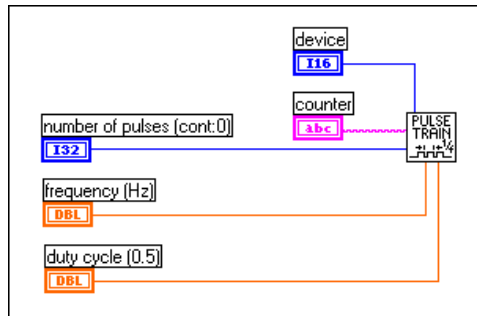 device
I16
counter
abc
number of pulses (cont:0)
I32
PULSE
TRAIN
frequency (Hz)
DBL
duty cycle (0.5)
DBL